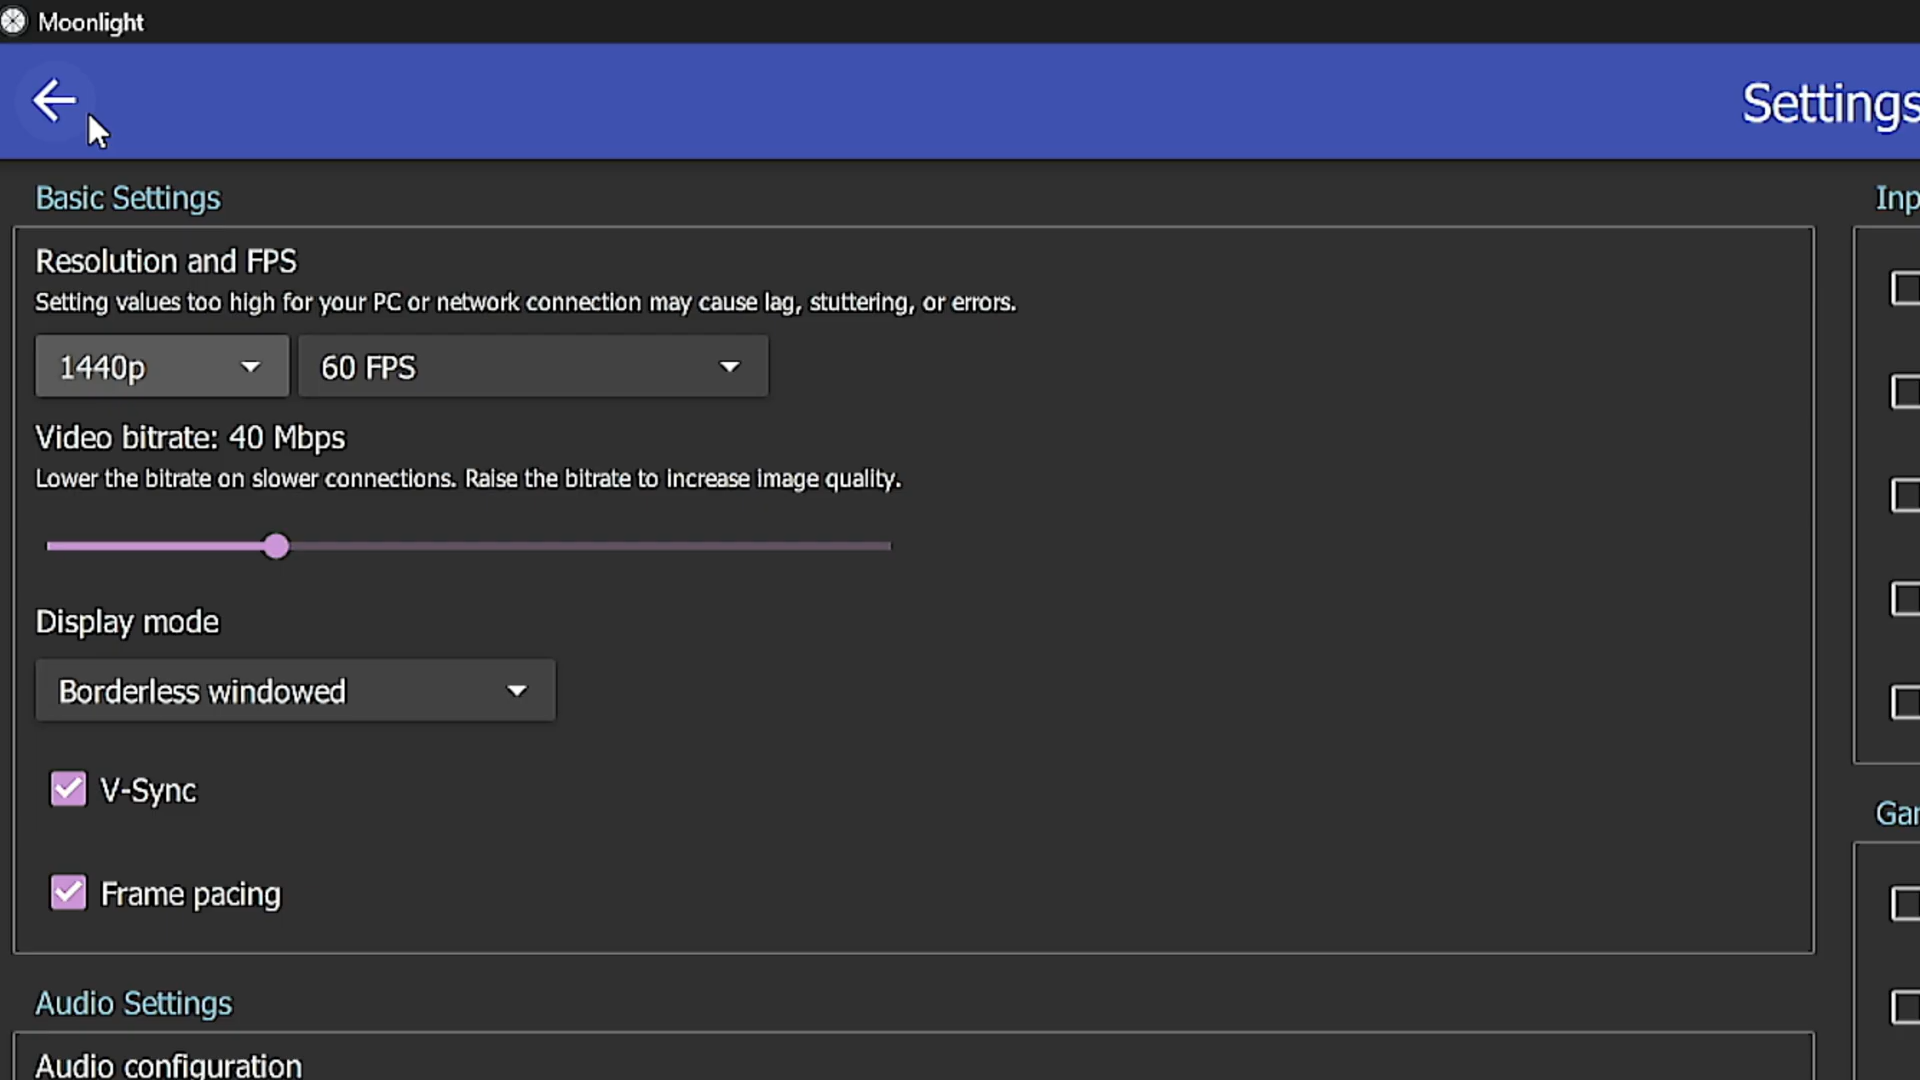 Moonlight
Settings
Basic Settings
Resolution and FPS
Setting values too high for your PC or network connection may cause lag, stuttering, or errors.
1440p
60 FPS
Video bitrate: 40 Mbps
Lower the bitrate on slower connections. Raise the bitrate to increase image quality.
Display mode
Borderless windowed
V-Sync
Frame pacing
Audio Settings
Audio configuration
Inp
Gar